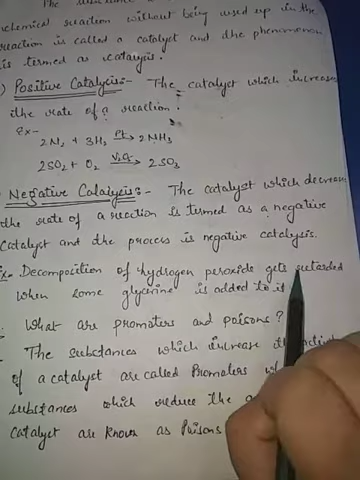 The
chemical reaction without being used up in the
reaction is called a catalyst and the phenomenon
is termed as catalysis.
) Positive Catalysis:- The catalyst which increase
the rate of a reaction.
Ex-
2N2 + 3H2 Pt 2NH3
2SO2 + O2 V2O5 2SO3
Negative Catalysis:- The catalyst which decrease
the rate of a reaction is termed as a negative
Catalyst and the process is negative catalysis.
Ex- Decomposition of hydrogen peroxide gets retarded
when some glycerine is added to it
What are promoters and poisons?
The substances which increase the activ
of a catalyst are called Promoters
substances which reduce the a
Catalyst are known as Poisons